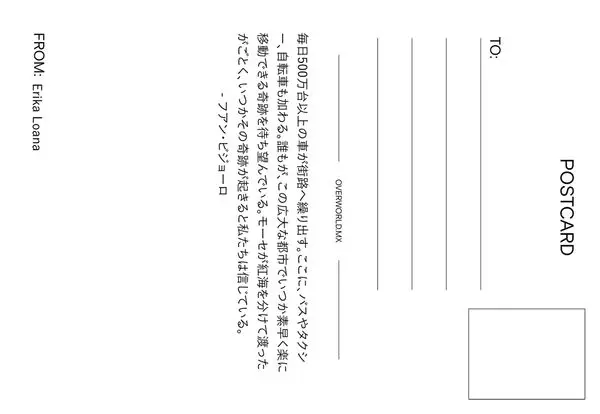 POSTCARD
TO:
OVERWORLD.MX
毎日500万台以上の車が街路へ繰り出す。ここに、バスやタクシ
ー、自転車も加わる。誰もが、この広大な都市でいつか素早く楽に
移動できる奇跡を待ち望んでいる。モーセが紅海を分けて渡った
がごとく、いつかその奇跡が起きると私たちは信じている。
- フアン・ビジョーロ
FROM: Erika Loana